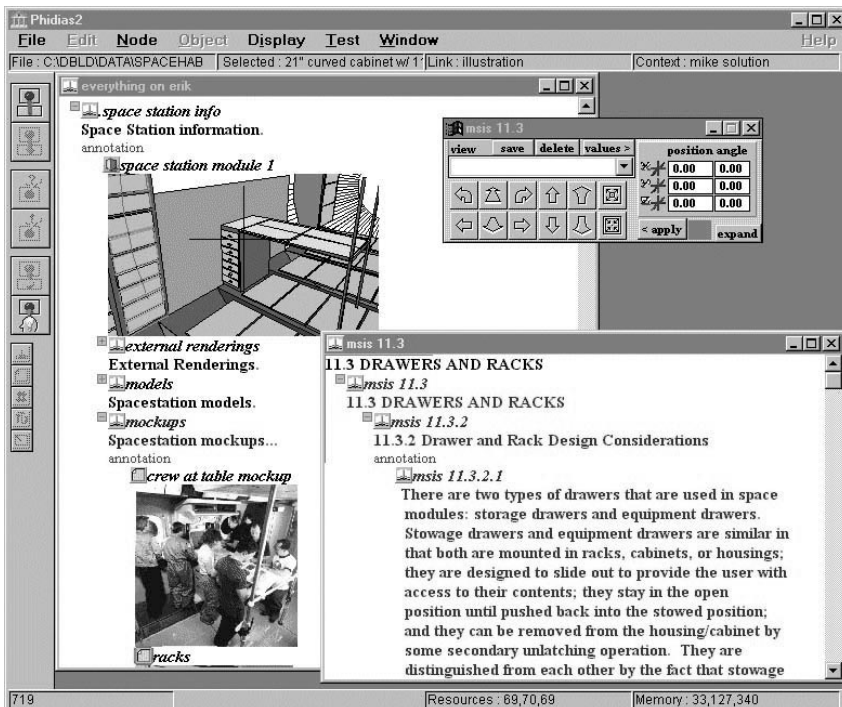 Phidias2
File Edit Node Object Display Test Window Help
File : C:\DBLD\DATA\SPACEHAB Selected : 21" curved cabinet w/ 1 Link : illustration Context : mike solution
everything on erik
.space station info
Space Station information.
annotation
space station module 1
external renderings
External Renderings.
models
Spacestation models.
mockups
Spacestation mockups...
annotation
crew at table mockup
racks
msis 11.3
view save delete values >
position angle
X 0.00 0.00
Y 0.00 0.00
Z 0.00 0.00
< apply expand
msis 11.3
11.3 DRAWERS AND RACKS
msis 11.3
11.3 DRAWERS AND RACKS
msis 11.3.2
11.3.2 Drawer and Rack Design Considerations
annotation
msis 11.3.2.1
There are two types of drawers that are used in space
modules: storage drawers and equipment drawers.
Stowage drawers and equipment drawers are similar in
that both are mounted in racks, cabinets, or housings;
they are designed to slide out to provide the user with
access to their contents; they stay in the open
position until pushed back into the stowed position;
and they can be removed from the housing/cabinet by
some secondary unlatching operation. They are
distinguished from each other by the fact that stowage
719 Resources : 69,70,69 Memory : 33,127,340